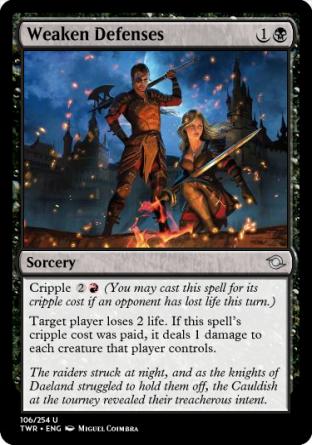 Weaken Defenses 1
Sorcery
Cripple 2 (You may cast this spell for its
cripple cost if an opponent has lost life this turn.)
Target player loses 2 life. If this spell's
cripple cost was paid, it deals 1 damage to
each creature that player controls.
The raiders struck at night, and as the knights of
Daeland struggled to hold them off, the Cauldish
at the tourney revealed their treacherous intent.
106/254 U
TWR • ENG Miguel Coimbra